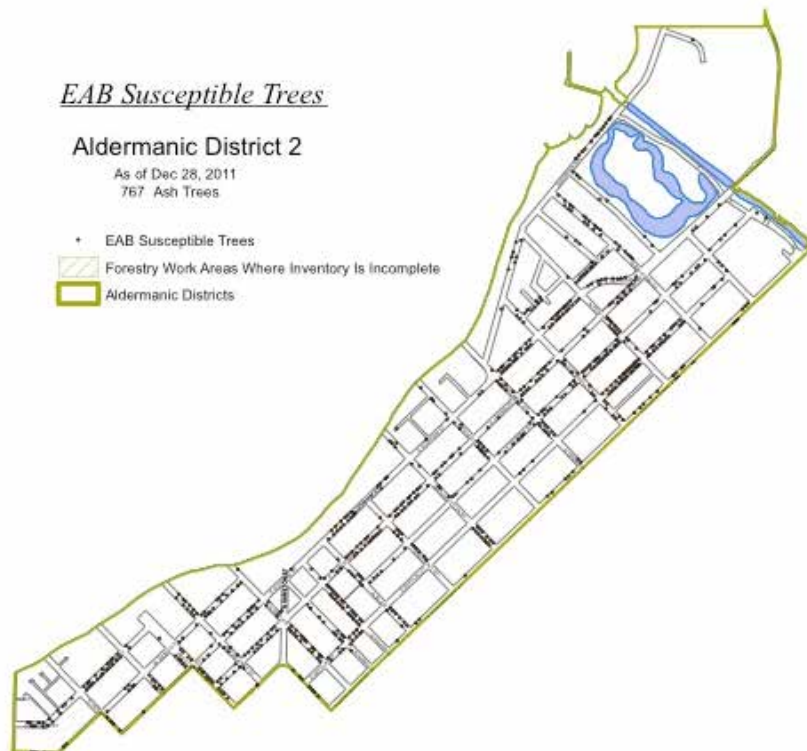 EAB Susceptible Trees
Aldermanic District 2
As of Dec 28, 2011
767 Ash Trees
EAB Susceptible Trees
Forestry Work Areas Where Inventory Is Incomplete
Aldermanic Districts